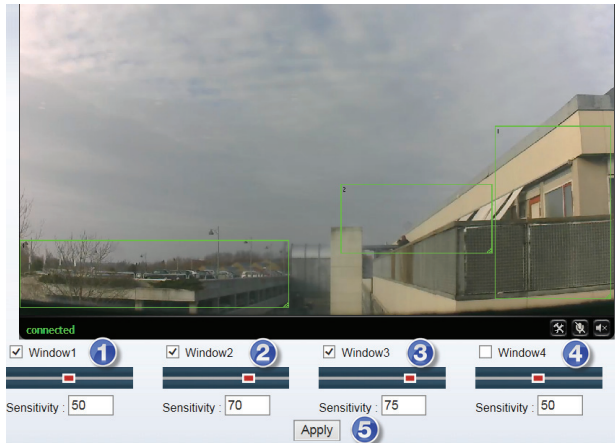 1
2
connected
Window1 1 Window2 2 Window3 3 Window4 4
Sensitivity : 50 Sensitivity : 70 Sensitivity : 75 Sensitivity : 50
Apply 5